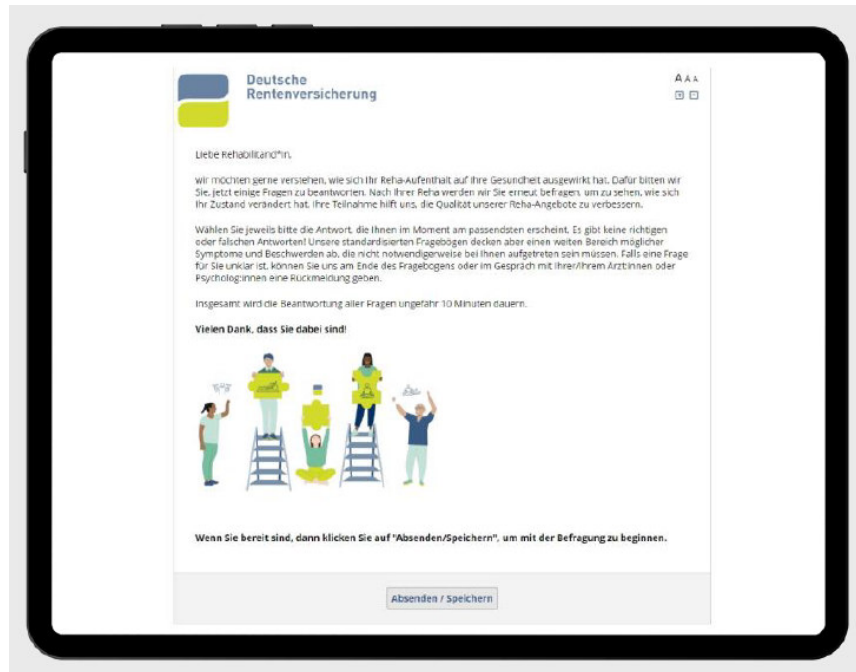 Deutsche
Rentenversicherung
A A A
Liebe Rehabilitand*in,
wir möchten gerne verstehen, wie sich Ihr Reha-Aufenthalt auf Ihre Gesundheit ausgewirkt hat. Dafür bitten wir
Sie, jetzt einige Fragen zu beantworten. Nach Ihrer Reha werden wir Sie erneut befragen, um zu sehen, wie sich
Ihr Zustand verändert hat. Ihre Teilnahme hilft uns, die Qualität unserer Reha-Angebote zu verbessern.
Wählen Sie jeweils bitte die Antwort, die Ihnen im Moment am passendsten erscheint. Es gibt keine richtigen
oder falschen Antworten! Unsere standardisierten Fragebögen decken aber einen weiten Bereich möglicher
Symptome und Beschwerden ab, die nicht notwendigerweise bei Ihnen aufgetreten sein müssen. Falls eine Frage
für Sie unklar ist, können Sie uns am Ende des Fragebogens oder im Gespräch mit Ihrer/Ihrem Ärzt:innen oder
Psycholog:innen eine Rückmeldung geben.
Insgesamt wird die Beantwortung aller Fragen ungefähr 10 Minuten dauern.
Vielen Dank, dass Sie dabei sind!
Wenn Sie bereit sind, dann klicken Sie auf "Absenden/Speichern", um mit der Befragung zu beginnen.
Absenden / Speichern